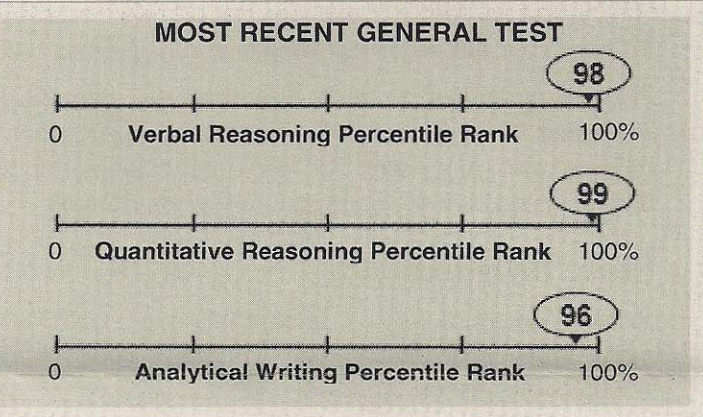 MOST RECENT GENERAL TEST
98
0 Verbal Reasoning Percentile Rank 100%
99
0 Quantitative Reasoning Percentile Rank 100%
96
0 Analytical Writing Percentile Rank 100%